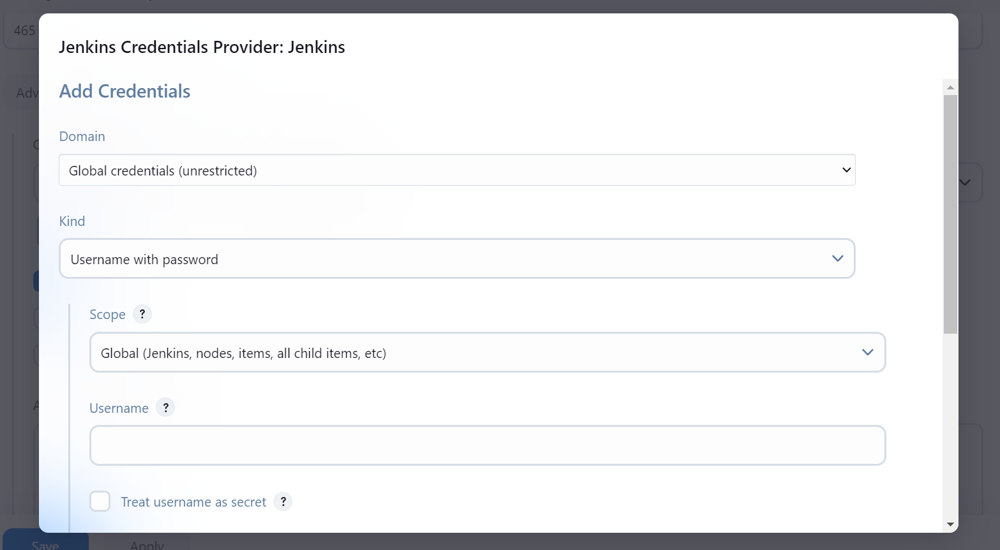 465
Jenkins Credentials Provider: Jenkins
Add Credentials
Adv
Domain
Global credentials (unrestricted)
Kind
Username with password
Scope ?
Global (Jenkins, nodes, items, all child items, etc)
Username ?
Treat username as secret ?
Save
Apply